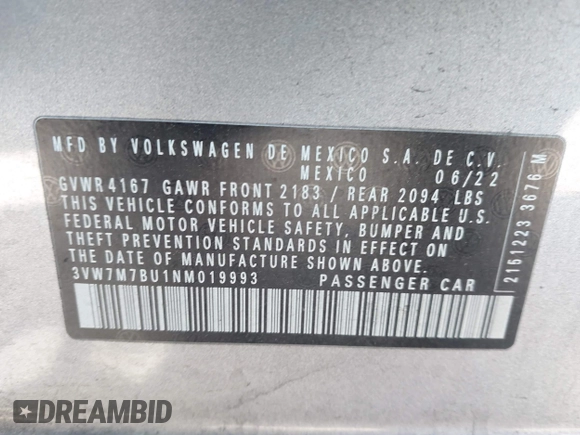 MFD BY VOLKSWAGEN DE MEXICO S.A. DE C.V.
MEXICO 06/22
GVWR 4167 GAWR FRONT 2183 / REAR 2094 LBS
THIS VEHICLE CONFORMS TO ALL APPLICABLE U.S.
FEDERAL MOTOR VEHICLE SAFETY, BUMPER AND
THEFT PREVENTION STANDARDS IN EFFECT ON
THE DATE OF MANUFACTURE SHOWN ABOVE.
3VW7M7BU1NM019993 PASSENGER CAR
2161223 3676 M
DREAMBID